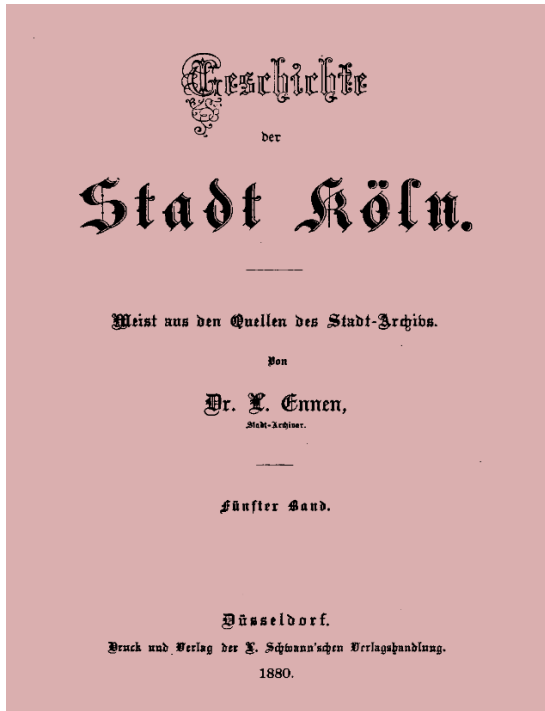 Geschichte
der
Stadt Köln.
Meist aus den Quellen des Stadt-Archivs.
Von
Dr. L. Ennen,
Stadt-Archivar.
Fünfter Band.
Düsseldorf.
Druck und Verlag der L. Schwann'schen Verlagshandlung.
1880.